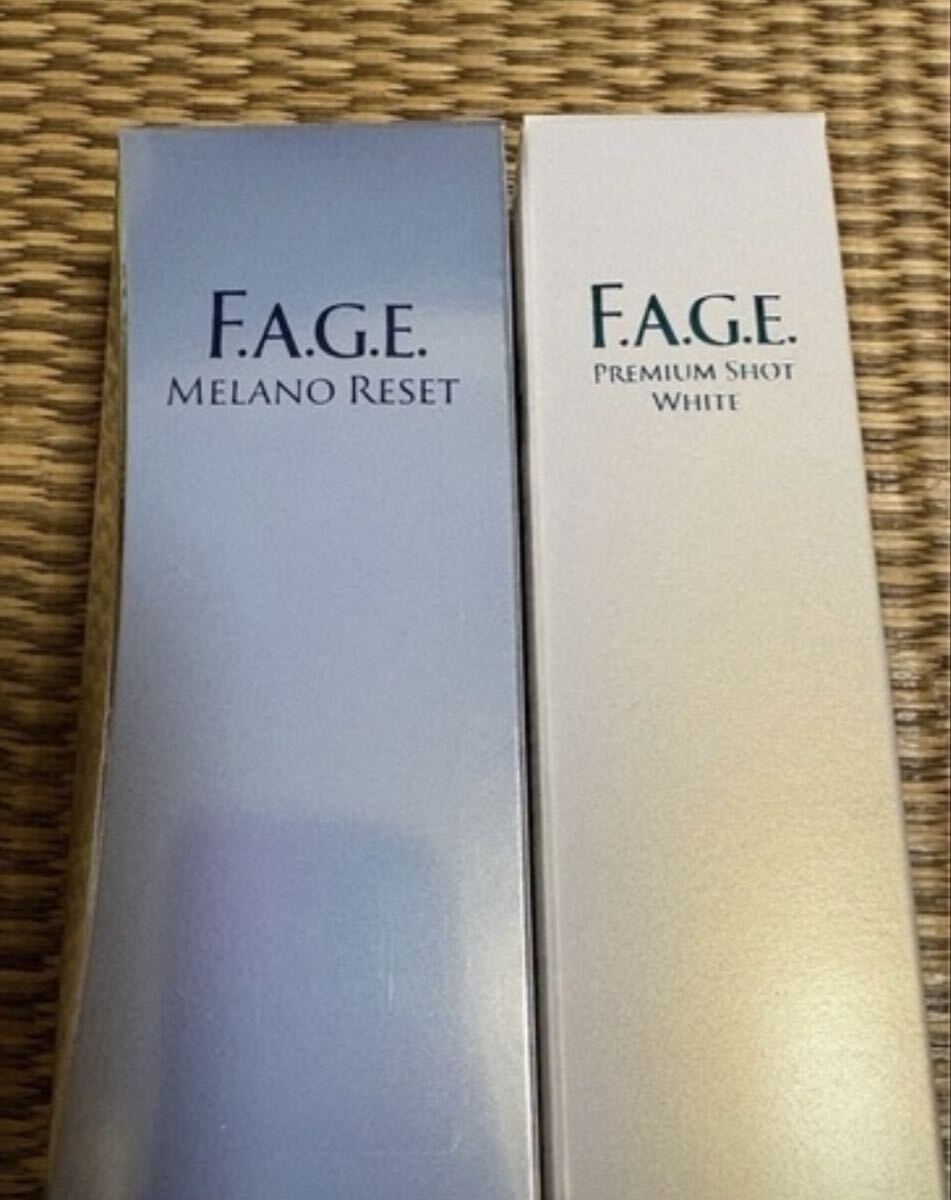 F.A.G.E.
MELANO RESET
F.A.G.E.
PREMIUM SHOT
WHITE